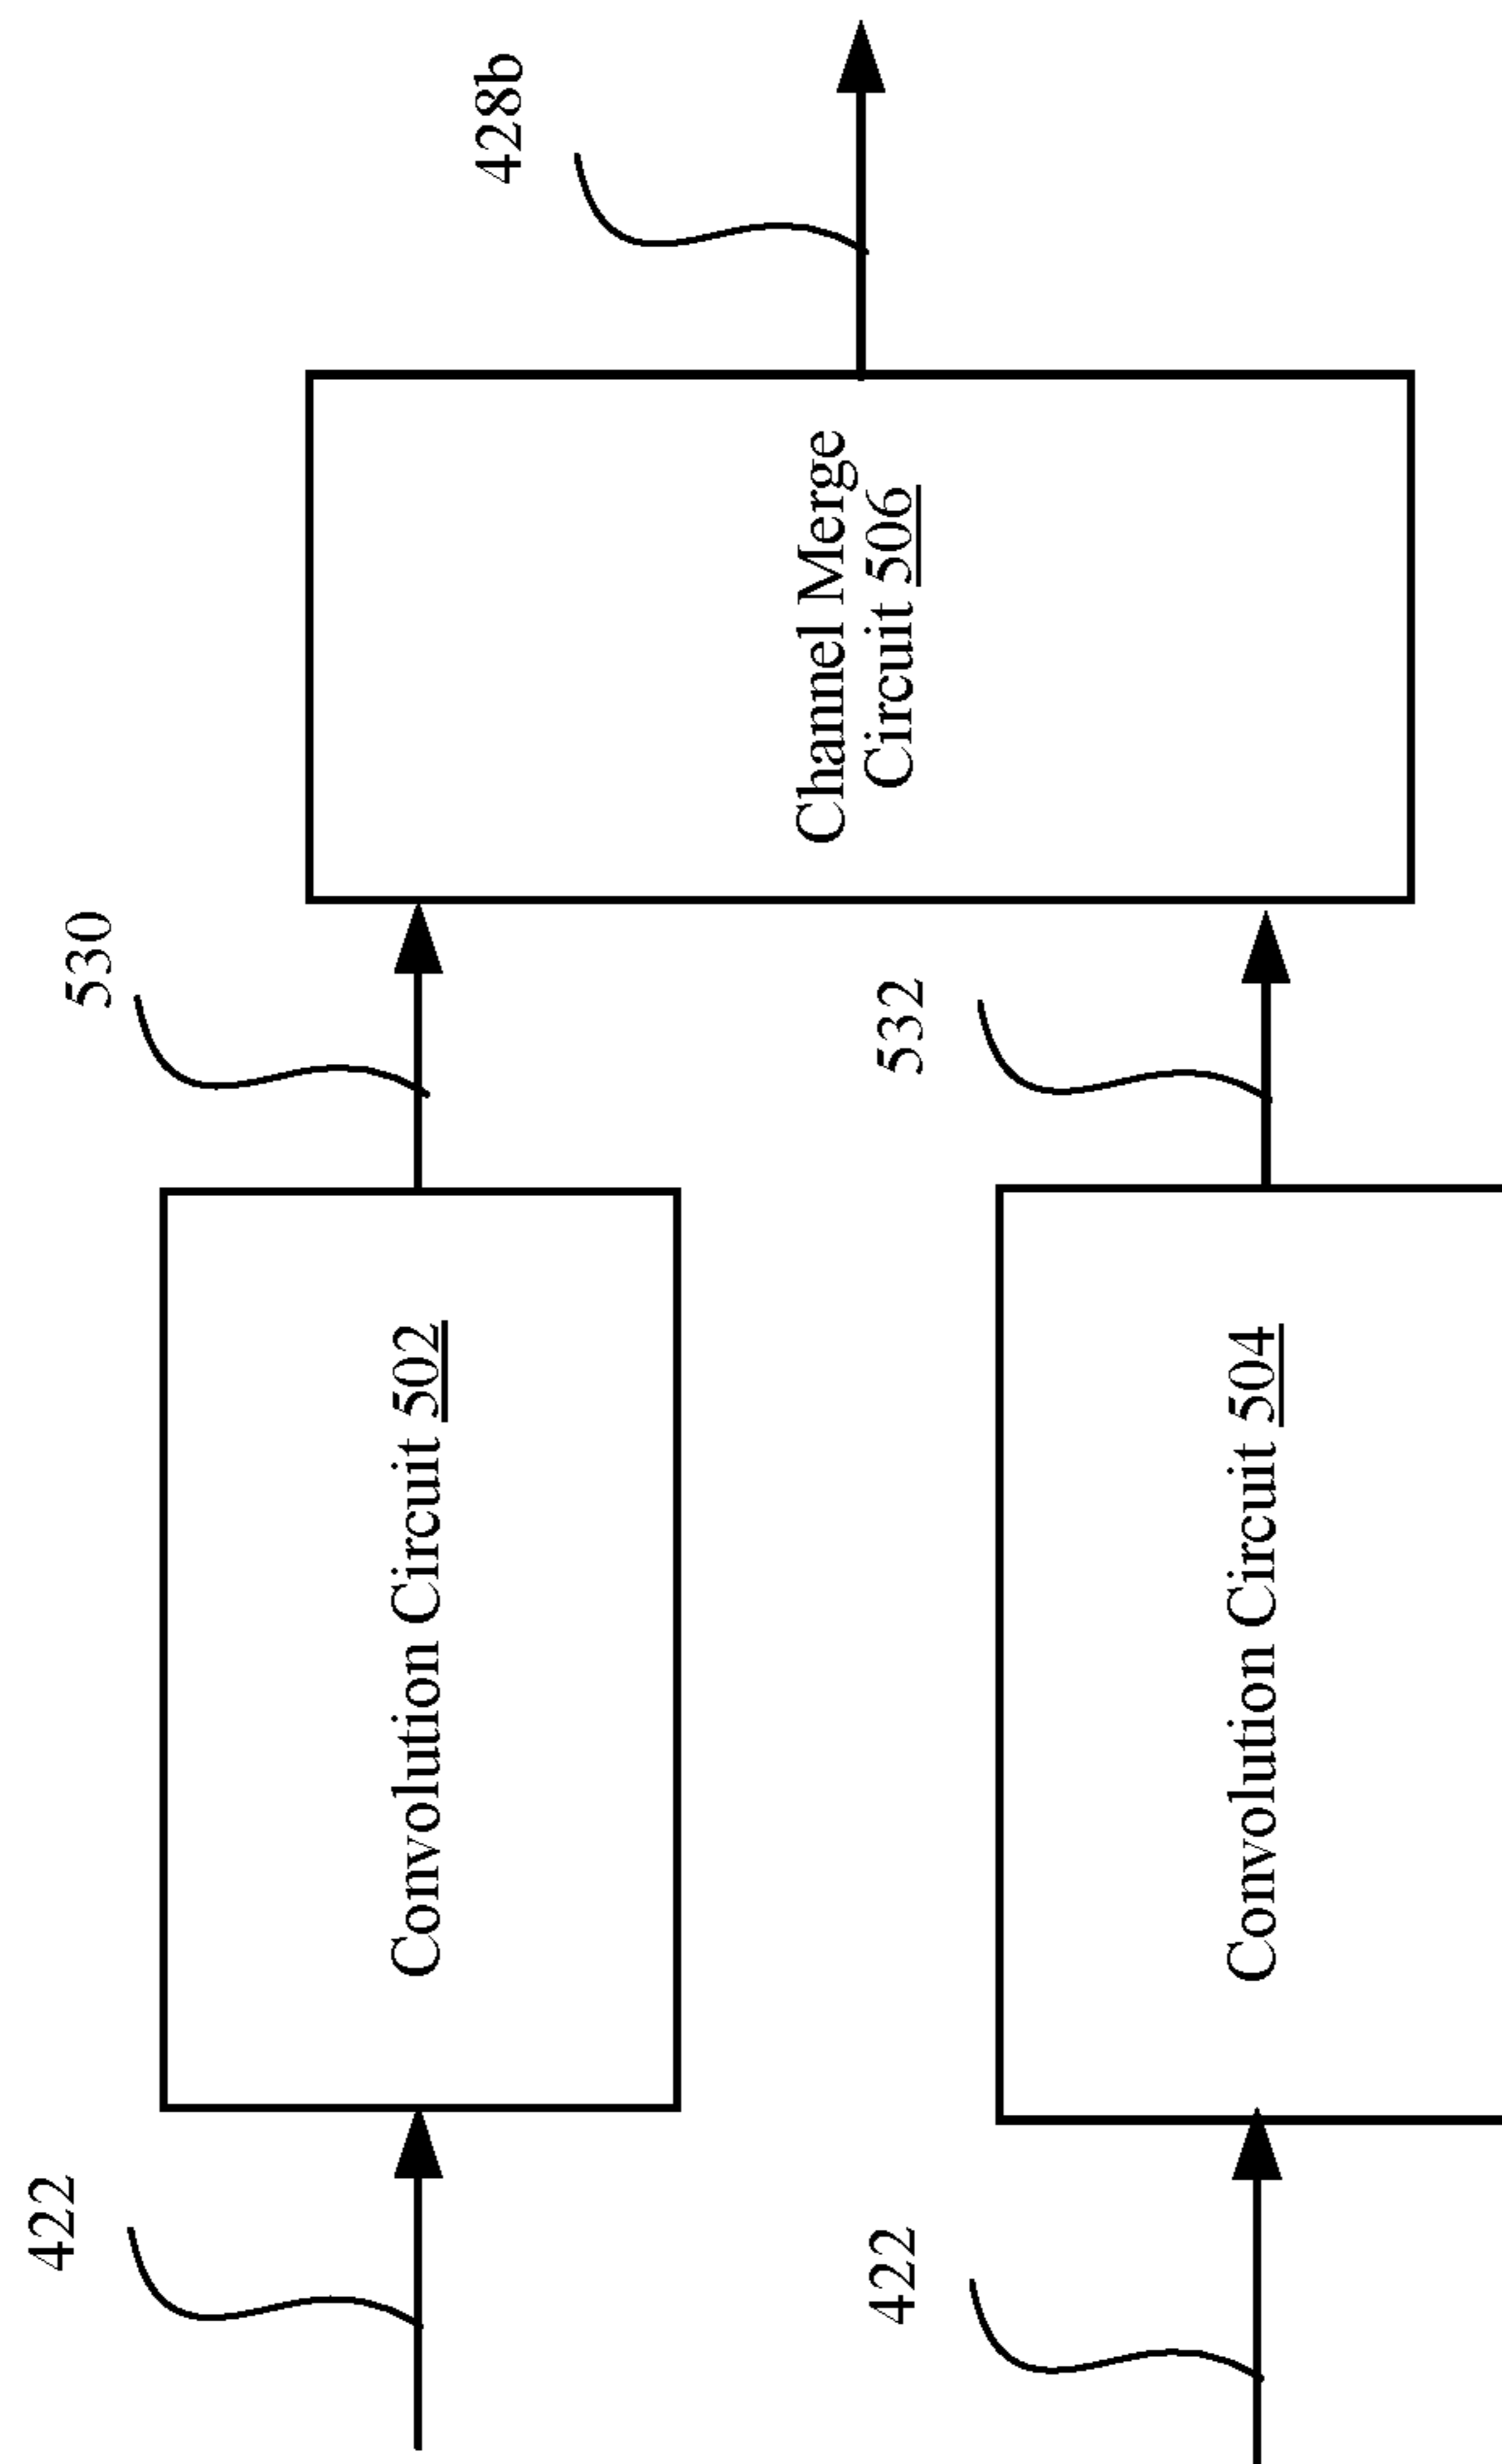 422
Convolution Circuit 502
530
422
Convolution Circuit 504
532
Channel Merge
Circuit 506
428b